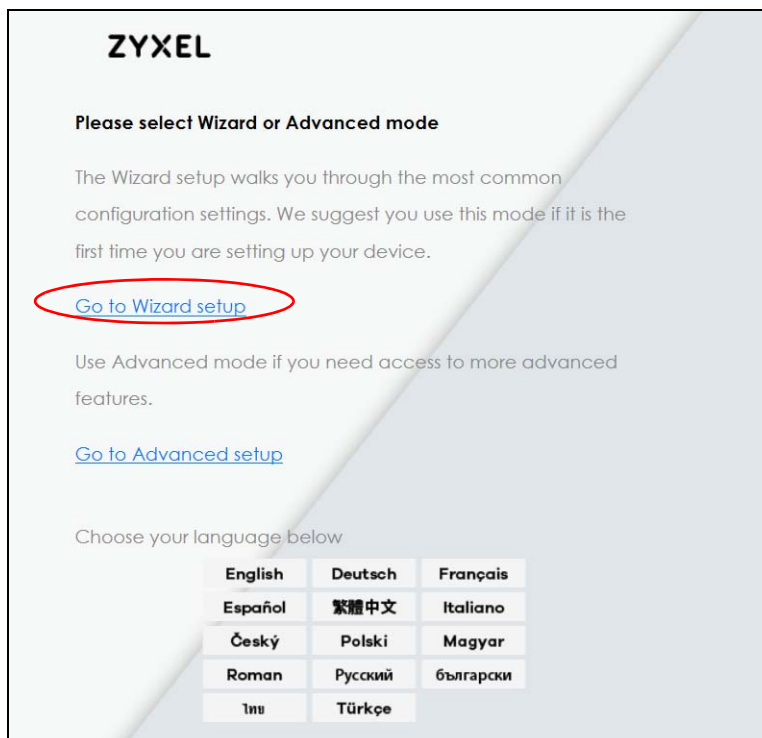 ZYXEL
Please select Wizard or Advanced mode
The Wizard setup walks you through the most common
configuration settings. We suggest you use this mode if it is the
first time you are setting up your device.
Go to Wizard setup
Use Advanced mode if you need access to more advanced
features.
Go to Advanced setup
Choose your language below
English Deutsch Français
Español 繁體中文 Italiano
Český Polski Magyar
Roman Русский български
ไทย Türkçe